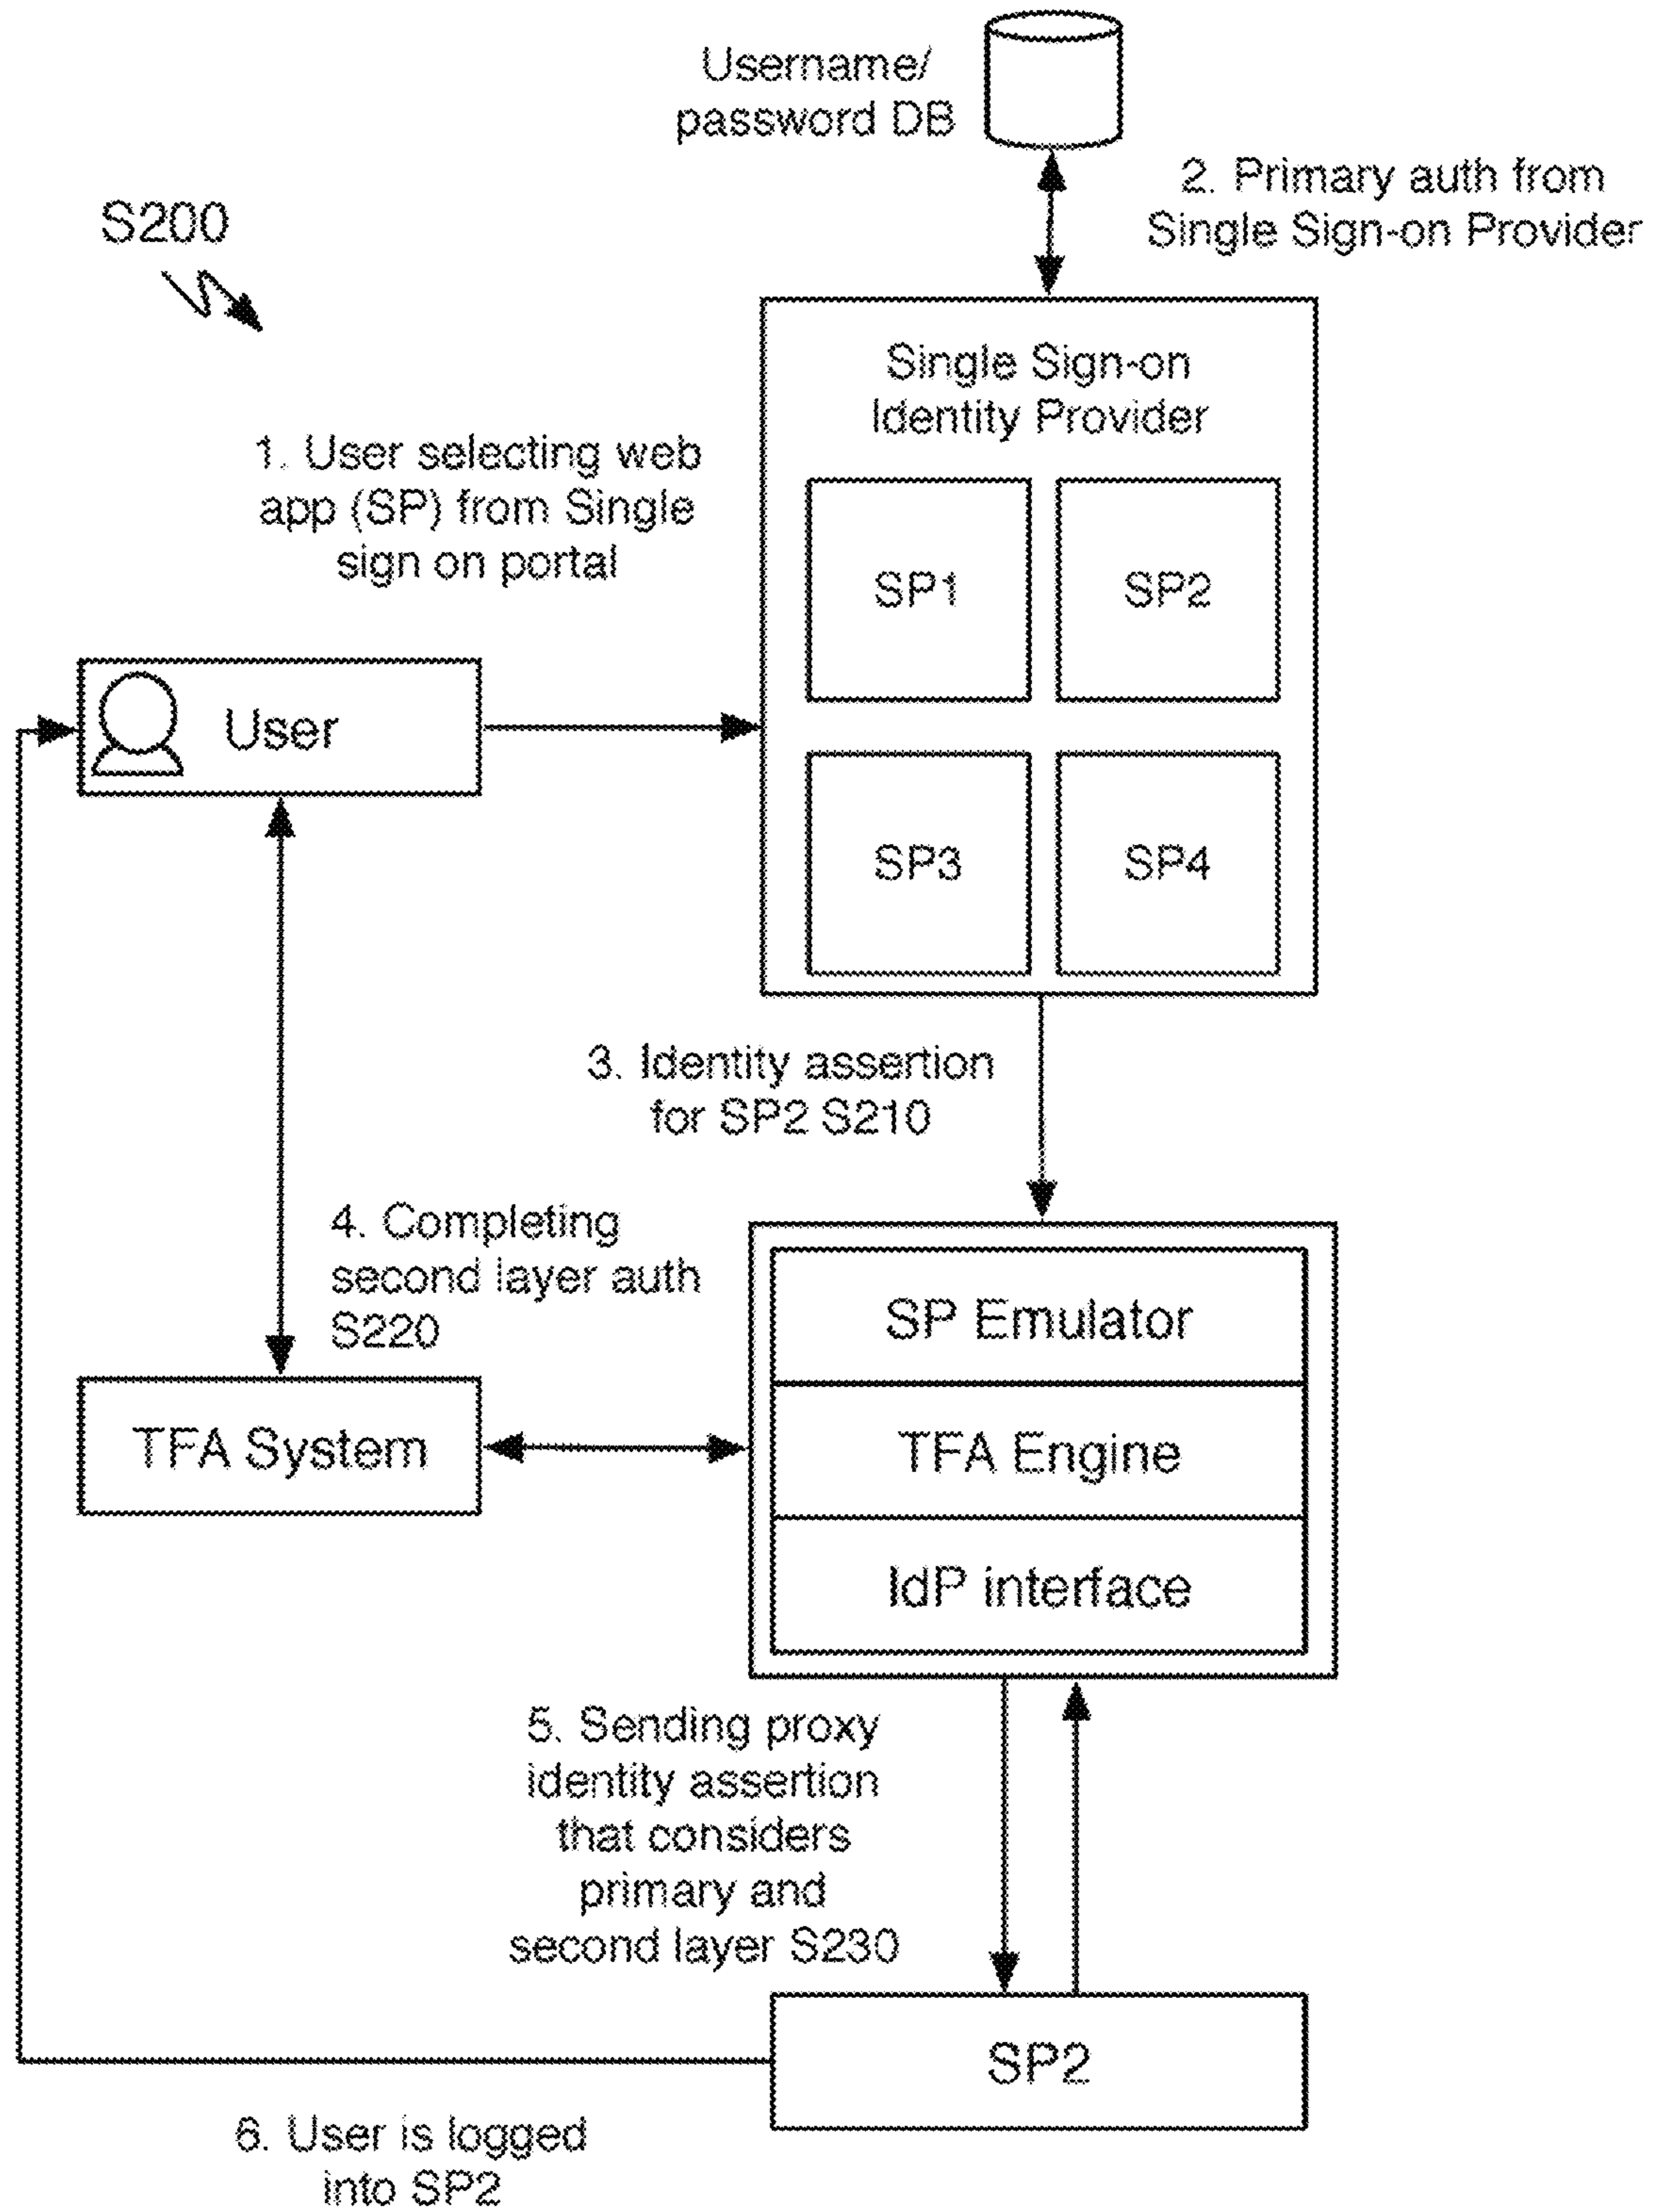 Username/
password DB
2. Primary auth from
Single Sign-on Provider
S200
Single Sign-on
Identity Provider
1. User selecting web
app (SP) from Single
sign on portal
SP1
SP2
User
SP3
SP4
3. Identity assertion
for SP2 S210
4. Completing
second layer auth
S220
SP Emulator
TFA System
TFA Engine
IdP interface
5. Sending proxy
identity assertion
that considers
primary and
second layer S230
SP2
6. User is logged
into SP2